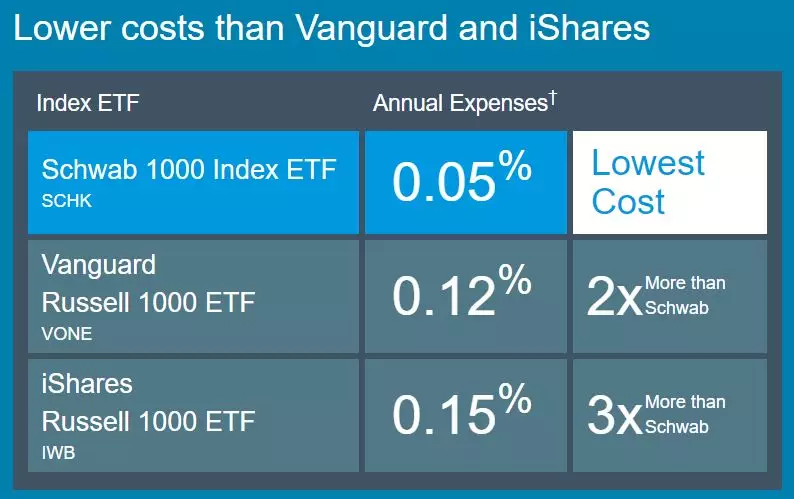 Lower costs than Vanguard and iShares
Index ETF
Annual Expenses†
Schwab 1000 Index ETF
SCHK
0.05%
Lowest
Cost
Vanguard
Russell 1000 ETF
VONE
0.12%
2x
More than
Schwab
iShares
Russell 1000 ETF
IWB
0.15%
3x
More than
Schwab